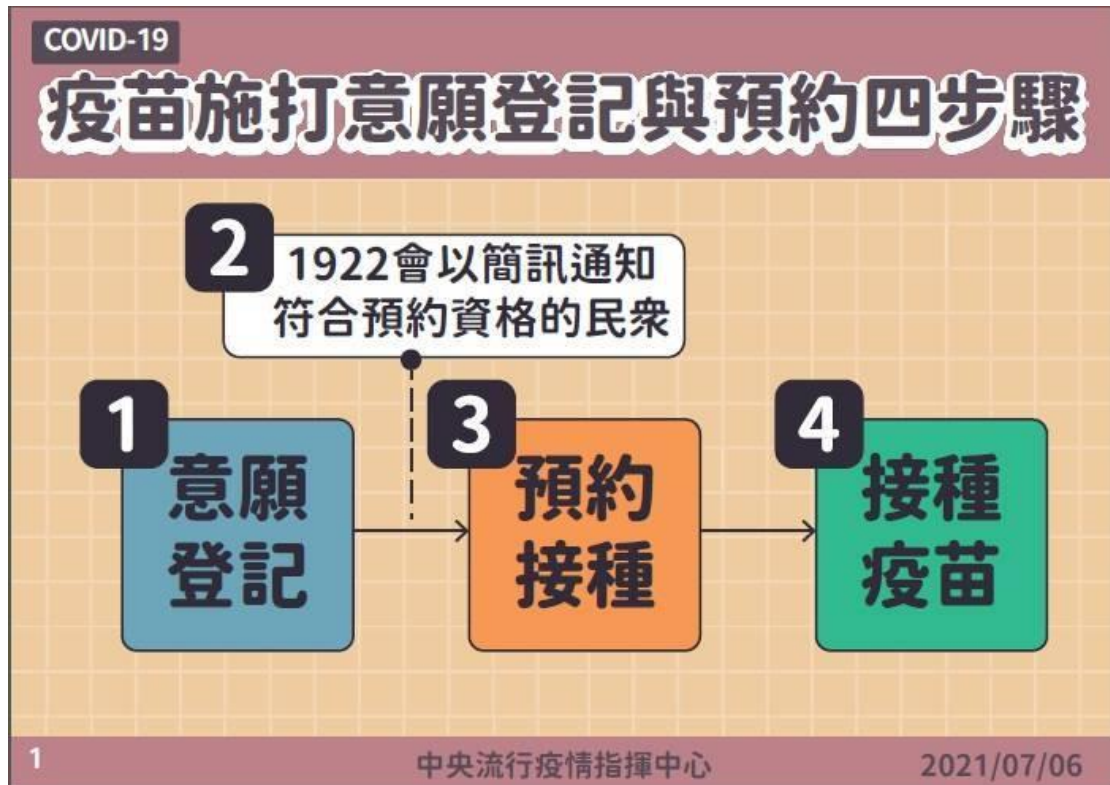 COVID-19
疫苗施打意願登記與預約四步驟
2
1922會以簡訊通知
符合預約資格的民眾
1
意願
登記
3
預約
接種
4
接種
疫苗
1
中央流行疫情指揮中心
2021/07/06